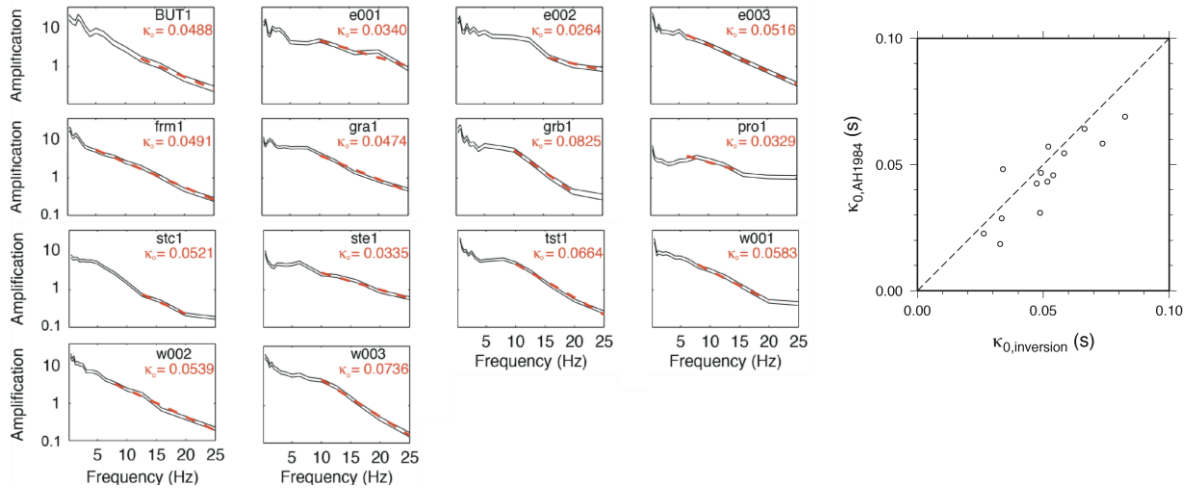 BUT1
κ₀ = 0.0488
e001
κ₀ = 0.0340
e002
κ₀ = 0.0264
e003
κ₀ = 0.0516
Amplification
10
1
frm1
κ₀ = 0.0491
gra1
κ₀ = 0.0474
grb1
κ₀ = 0.0825
pro1
κ₀ = 0.0329
Amplification
10
1
0.1
stc1
κ₀ = 0.0521
ste1
κ₀ = 0.0335
tst1
κ₀ = 0.0664
w001
κ₀ = 0.0583
Amplification
10
1
0.1
5 10 15 20 25
Frequency (Hz)
5 10 15 20 25
Frequency (Hz)
w002
κ₀ = 0.0539
w003
κ₀ = 0.0736
Amplification
10
1
0.1
5 10 15 20 25
Frequency (Hz)
5 10 15 20 25
Frequency (Hz)
0.10
0.05
0.00
κ0,AH1984 (s)
0.00 0.05 0.10
κ0,inversion (s)